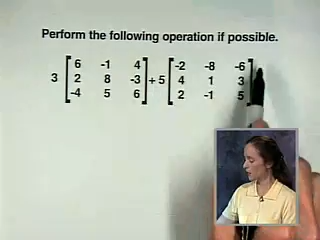 Perform the following operation if possible.
6 -1 4 -2 -8 -6
3 2 8 -3 + 5 4 1 3
-4 5 6 2 -1 5